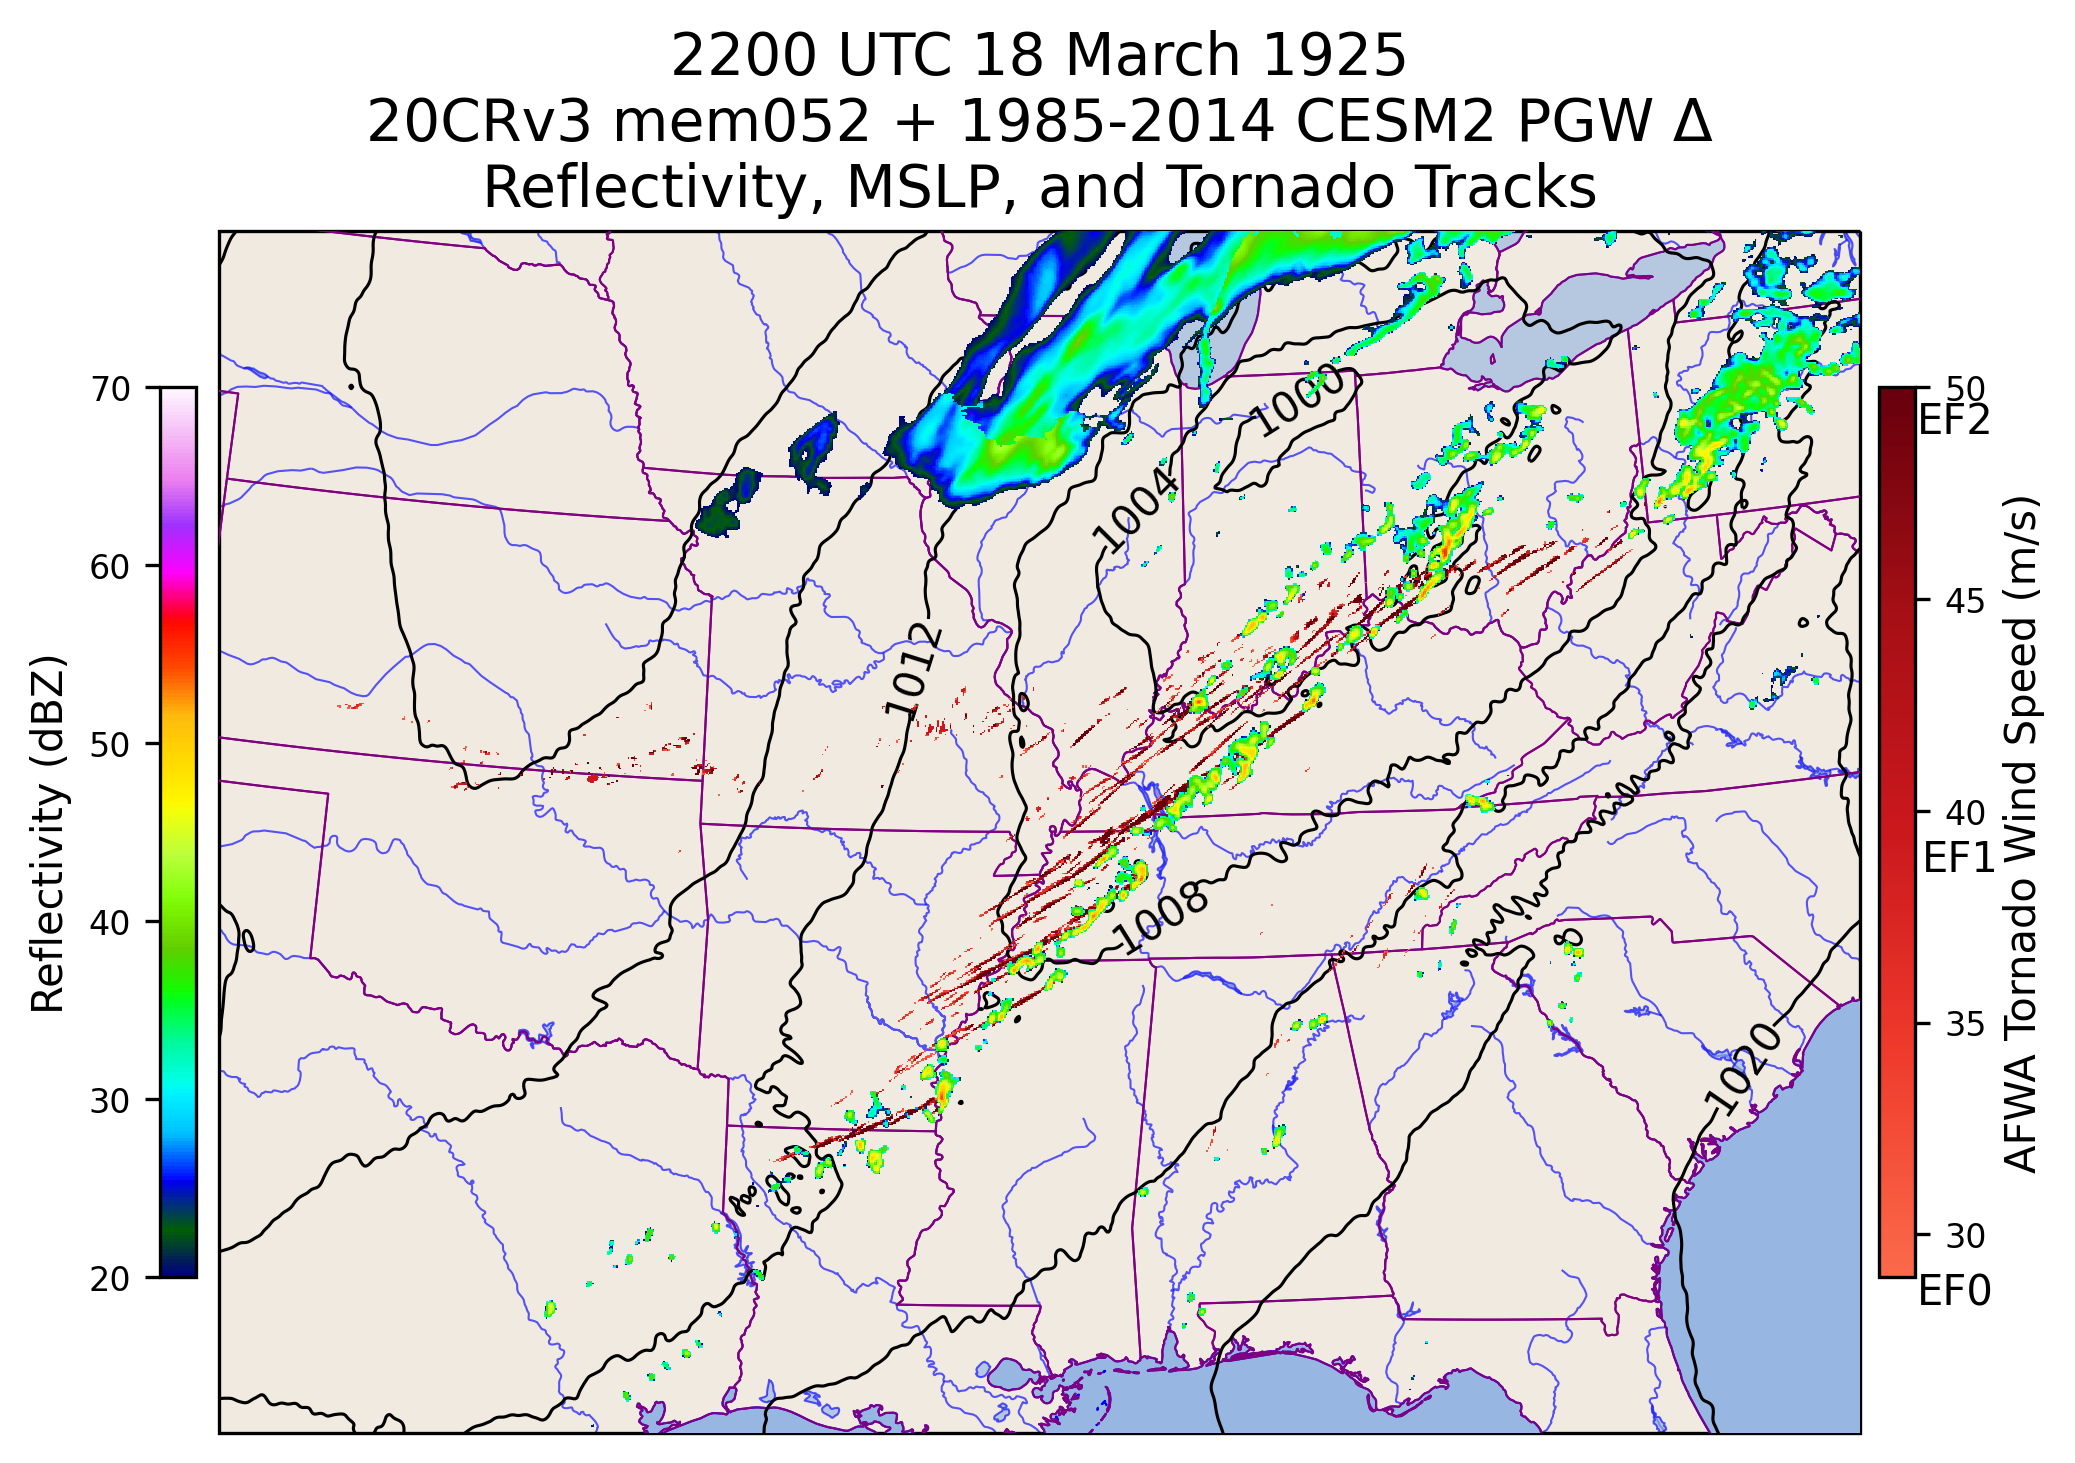 2200 UTC 18 March 1925
20CRv3 mem052 + 1985-2014 CESM2 PGW Δ
Reflectivity, MSLP, and Tornado Tracks
70
60
50
40
30
20
Reflectivity (dBZ)
1000
1004
1012
1008
1020
50
EF2
45
40
EF1
35
30
EF0
AFWA Tornado Wind Speed (m/s)